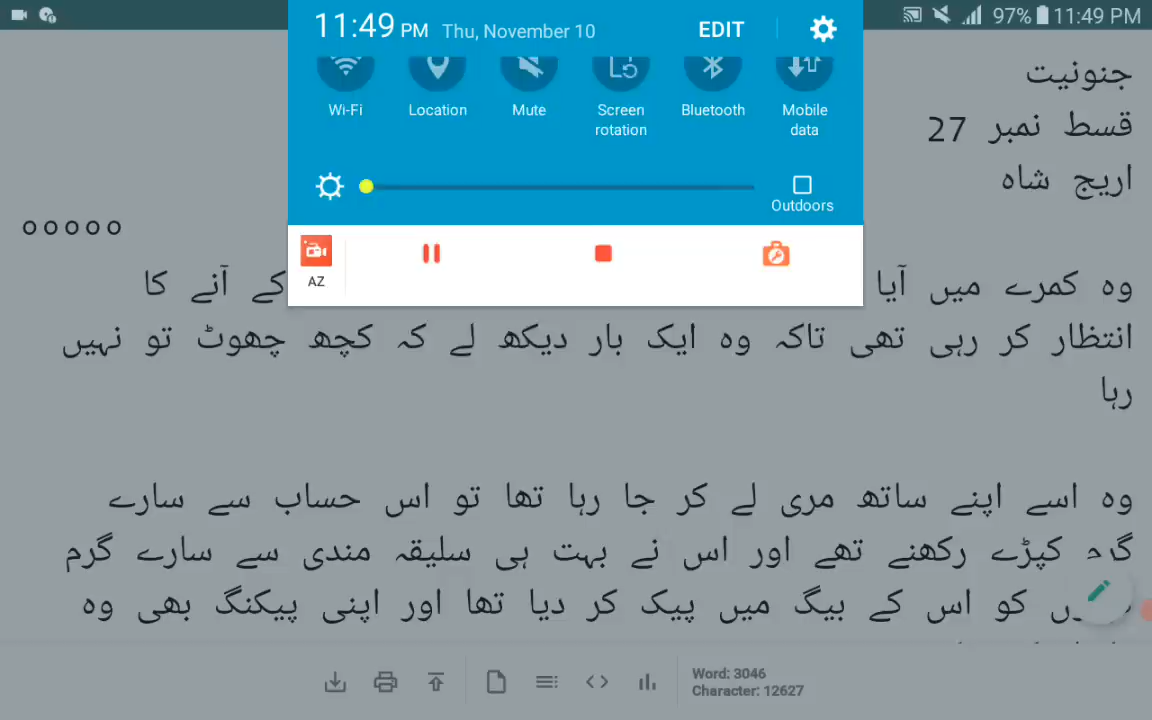 97% 11:49 PM
11:49 PM Thu, November 10 EDIT
Wi-Fi Location Mute Screen rotation Bluetooth Mobile data
Outdoors
AZ
جنونیت
قسط نمبر 27
اریج شاہ
ooooo
وہ کمرے میں آیا کے آنے کا
انتظار کر رہی تھی تاکہ وہ ایک بار دیکھ لے کہ کچھ چھوٹ تو نہیں
رہا
وہ اسے اپنے ساتھ مری لے کر جا رہا تھا تو اس حساب سے سارے
گرم کپڑے رکھنے تھے اور اس نے بہت ہی سلیقہ مندی سے سارے گرم
کو اس کے بیگ میں پیک کر دیا تھا اور اپنی پیکنگ بھی وہ
Word: 3046
Character: 12627